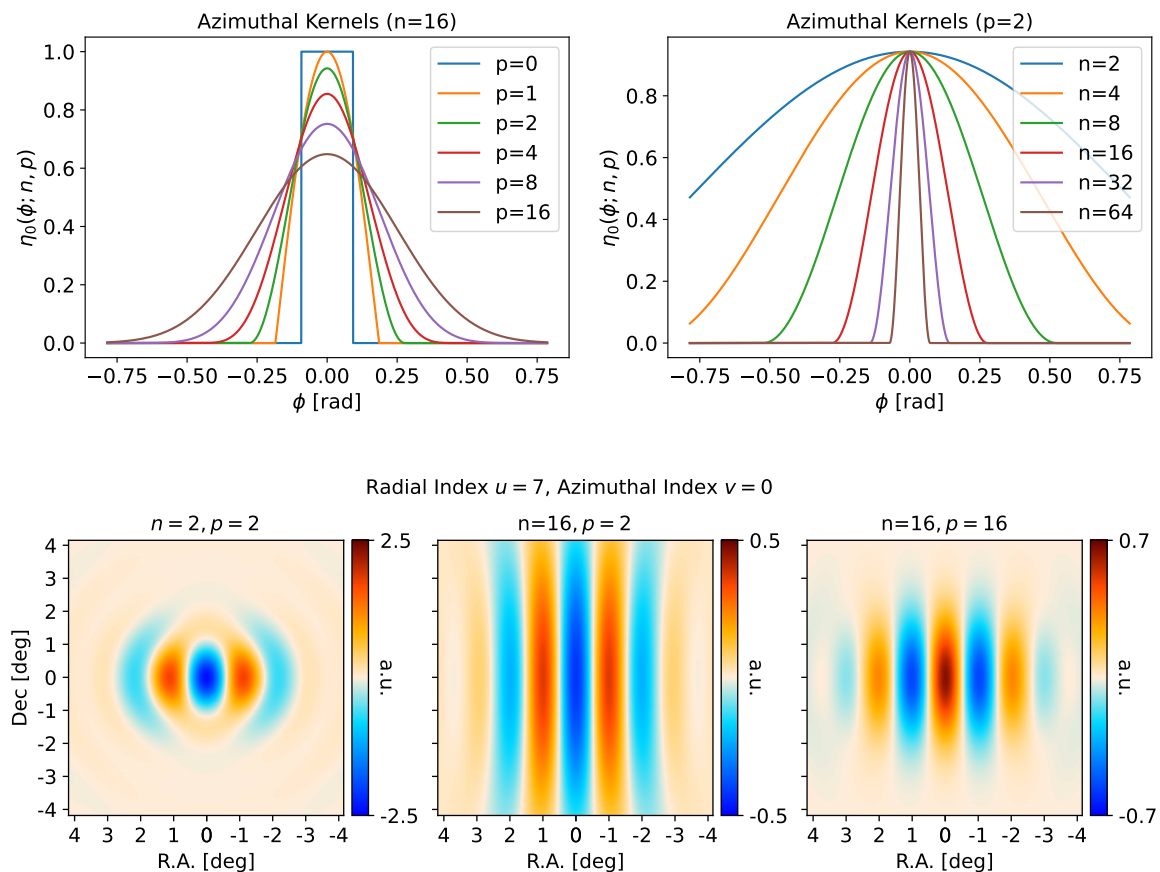 Azimuthal Kernels (n=16)
1.0
0.8
0.6
0.4
0.2
0.0
η₀(ϕ; n, p)
p=0
p=1
p=2
p=4
p=8
p=16
−0.75 −0.50 −0.25 0.00 0.25 0.50 0.75
ϕ [rad]
Azimuthal Kernels (p=2)
0.8
0.6
0.4
0.2
0.0
η₀(ϕ; n, p)
n=2
n=4
n=8
n=16
n=32
n=64
−0.75 −0.50 −0.25 0.00 0.25 0.50 0.75
ϕ [rad]
Radial Index u = 7, Azimuthal Index v = 0
n = 2, p = 2
4
3
2
1
0
-1
-2
-3
-4
Dec [deg]
4 3 2 1 0 -1 -2 -3 -4
R.A. [deg]
2.5
a.u.
-2.5
n=16, p = 2
4 3 2 1 0 -1 -2 -3 -4
R.A. [deg]
0.5
a.u.
-0.5
n=16, p = 16
4 3 2 1 0 -1 -2 -3 -4
R.A. [deg]
0.7
a.u.
-0.7